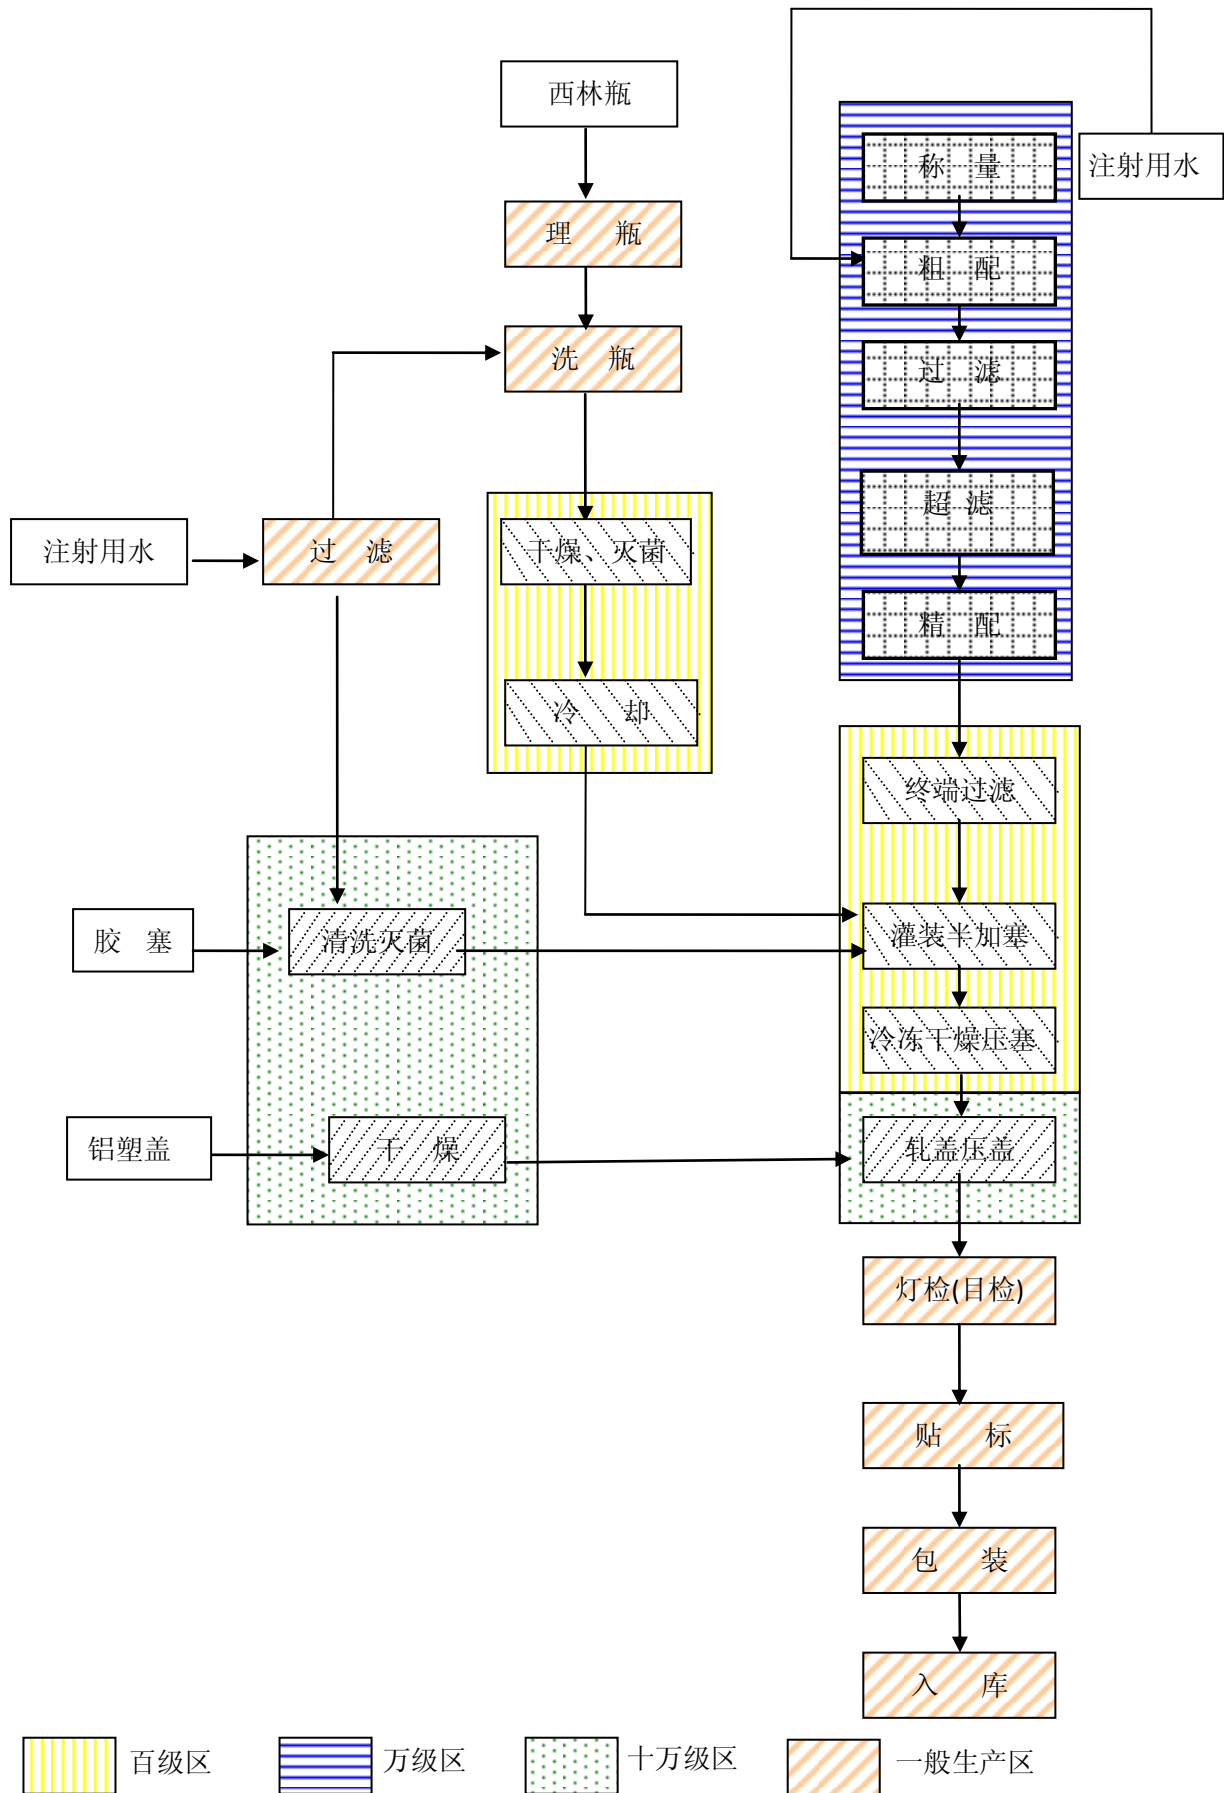 西林瓶
称 量
注射用水
理 瓶
粗 配
洗 瓶
过 滤
超 滤
注射用水
过 滤
干燥、灭菌
精 配
冷 却
终端过滤
胶 塞
清洗灭菌
灌装半加塞
冷冻干燥压塞
铝塑盖
干 燥
轧盖压盖
灯检(目检)
贴 标
包 装
入 库
百级区
万级区
十万级区
一般生产区